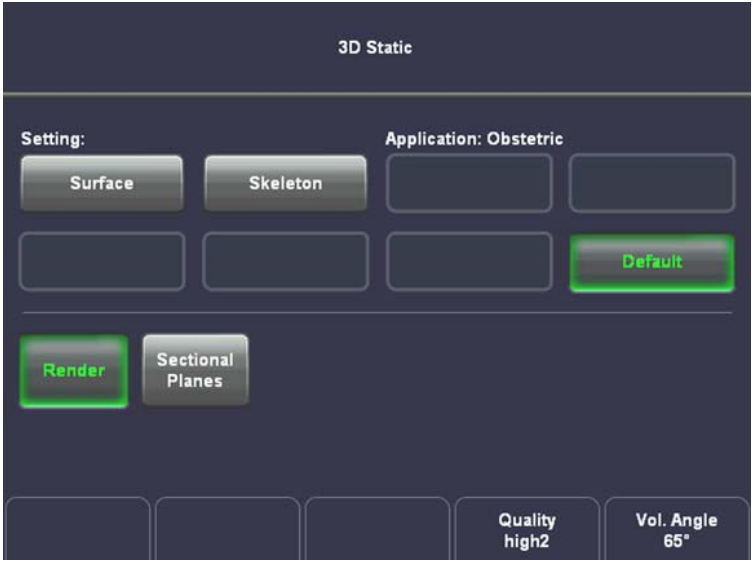 3D Static
Setting:
Application: Obstetric
Surface
Skeleton
Default
Render
Sectional
Planes
Quality
high2
Vol. Angle
65°